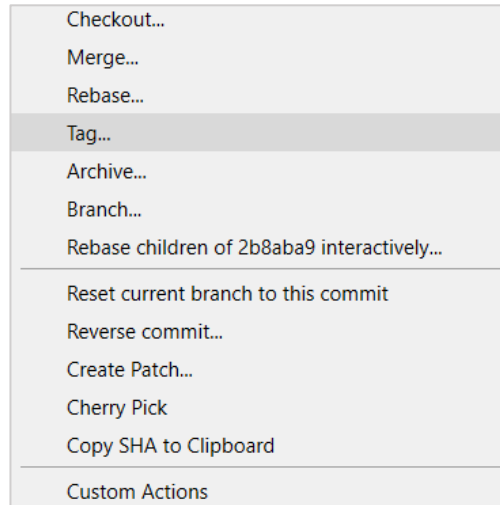 Checkout...
Merge...
Rebase...
Tag...
Archive...
Branch...
Rebase children of 2b8aba9 interactively...
Reset current branch to this commit
Reverse commit...
Create Patch...
Cherry Pick
Copy SHA to Clipboard
Custom Actions